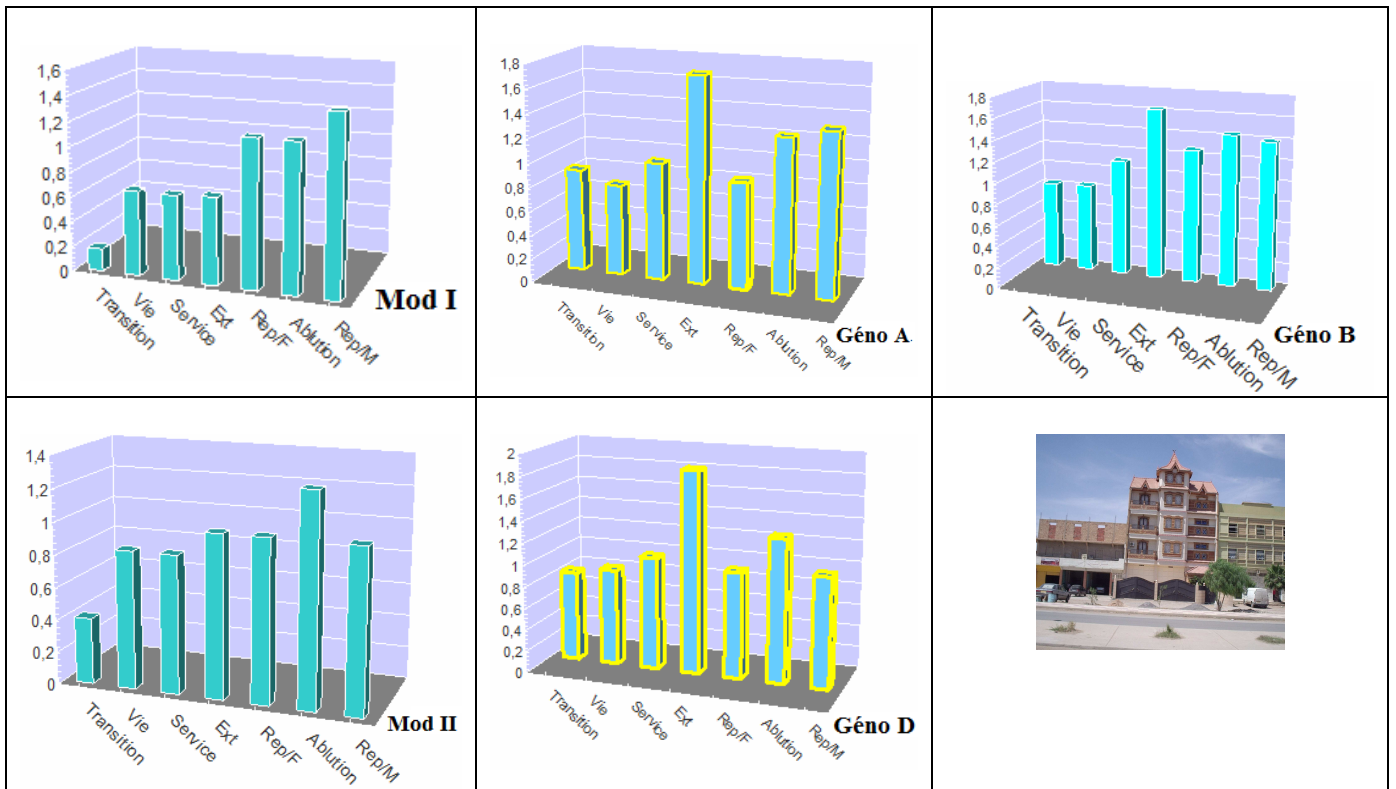 1,6
1,4
1,2
1
0,8
0,6
0,4
0,2
0
Transition
Vie
Service
Ext
Rep/F
Ablution
Rep/M
Mod I
1,8
1,6
1,4
1,2
1
0,8
0,6
0,4
0,2
0
Transition
Vie
Service
Ext
Rep/F
Ablution
Rep/M
Géno A
1,8
1,6
1,4
1,2
1
0,8
0,6
0,4
0,2
0
Transition
Vie
Service
Ext
Rep/F
Ablution
Rep/M
Géno B
1,4
1,2
1
0,8
0,6
0,4
0,2
0
Transition
Vie
Service
Ext
Rep/F
Ablution
Rep/M
Mod II
2
1,8
1,6
1,4
1,2
1
0,8
0,6
0,4
0,2
0
Transition
Vie
Service
Ext
Rep/F
Ablution
Rep/M
Géno D